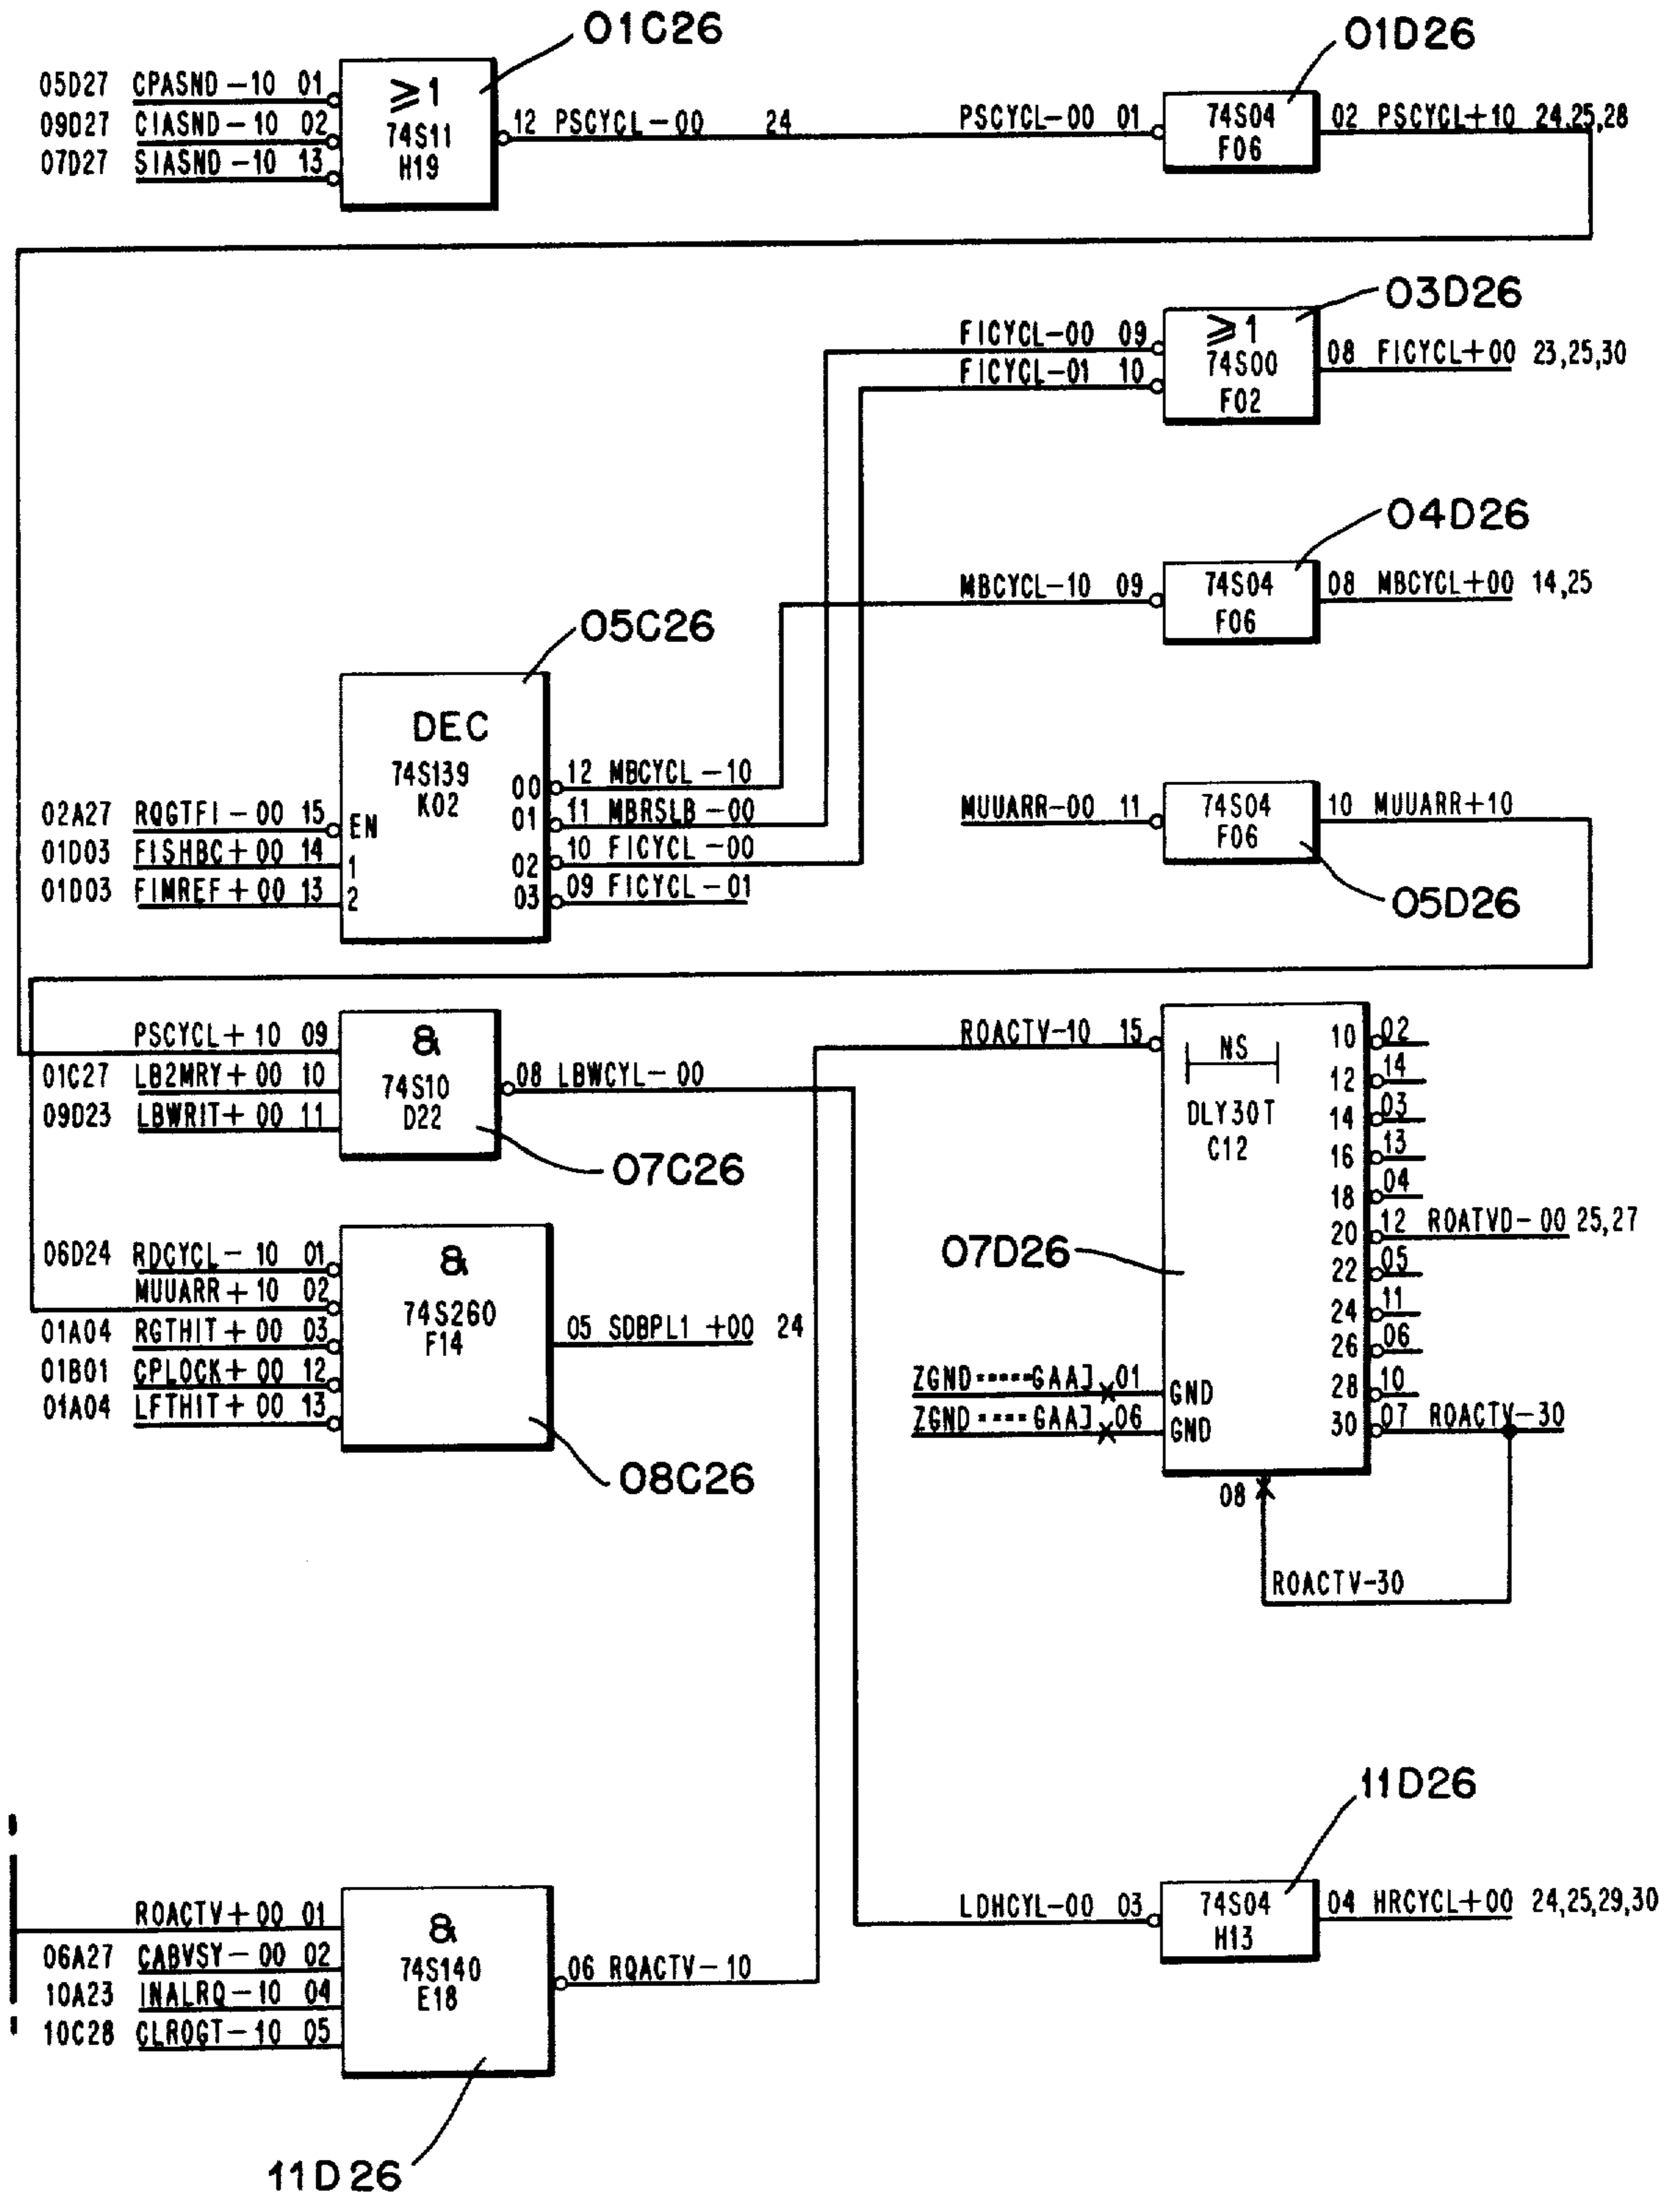 01C26
05D27 CPASND-10 01
09D27 CIASND-10 02
07D27 SIASND-10 13
≥1
74S11
H19
12 PSCYCL-00 24
PSCYCL-00 01
01D26
74S04
F06
02 PSCYCL+10 24,25,28
03D26
FICYCL-00 09
FICYCL-01 10
≥1
74S00
F02
08 FICYCL+00 23,25,30
04D26
MBCYCL-10 09
74S04
F06
08 MBCYCL+00 14,25
05C26
DEC
74S139
K02
02A27 RQGTFI-00 15 EN
01D03 FISHBC+00 14 1
01D03 FIMREF+00 13 2
00 12 MBCYCL-10
01 11 MBRSLB-00
02 10 FICYCL-00
03 09 FICYCL-01
MUUARR-00 11
74S04
F06
10 MUUARR+10
05D26
PSCYCL+10 09
01C27 LB2MRY+00 10
09D23 LBWRIT+00 11
&
74S10
D22
08 LBWCYL-00
07C26
06D24 RDCYCL-10 01
MUUARR+10 02
01A04 RGTHIT+00 03
01B01 CPLOCK+00 12
01A04 LFTHIT+00 13
&
74S260
F14
05 SDBPL1 +00 24
08C26
ROACTV-10 15
NS
DLY30T
C12
10 02
12 14
14 03
16 13
18 04
20 12 ROATVD-00 25,27
22 05
24 11
26 06
28 10
30 07 ROACTV-30
07D26
ZGND-----GAAJ 01 GND
ZGND----GAAJ 06 GND
08
ROACTV-30
11D26
LDHCYL-00 03
74S04
H13
04 HRCYCL+00 24,25,29,30
ROACTV+00 01
06A27 CABVSY-00 02
10A23 INALRQ-10 04
10C28 CLROGT-10 05
&
74S140
E18
06 RQACTV-10
11D26